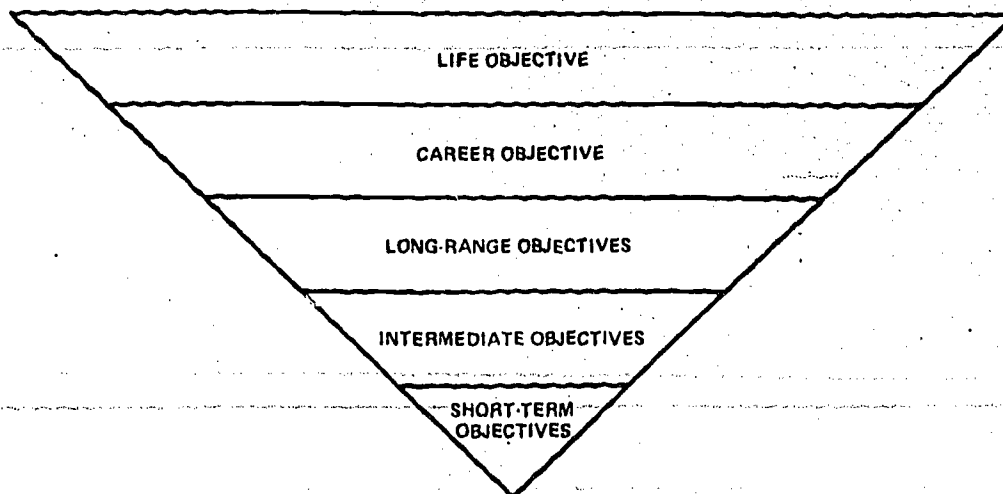 LIFE OBJECTIVE
CAREER OBJECTIVE
LONG-RANGE OBJECTIVES
INTERMEDIATE OBJECTIVES
SHORT-TERM
OBJECTIVES